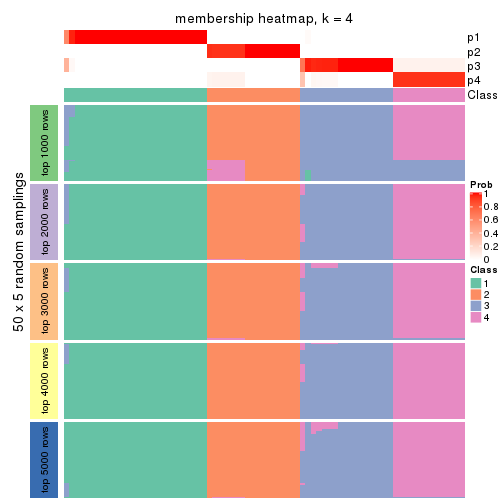 membership heatmap, k = 4
p1
p2
p3
p4
Class
50 x 5 random samplings
top 1000 rows
top 2000 rows
top 3000 rows
top 4000 rows
top 5000 rows
Prob
1
0.8
0.6
0.4
0.2
0
Class
1
2
3
4